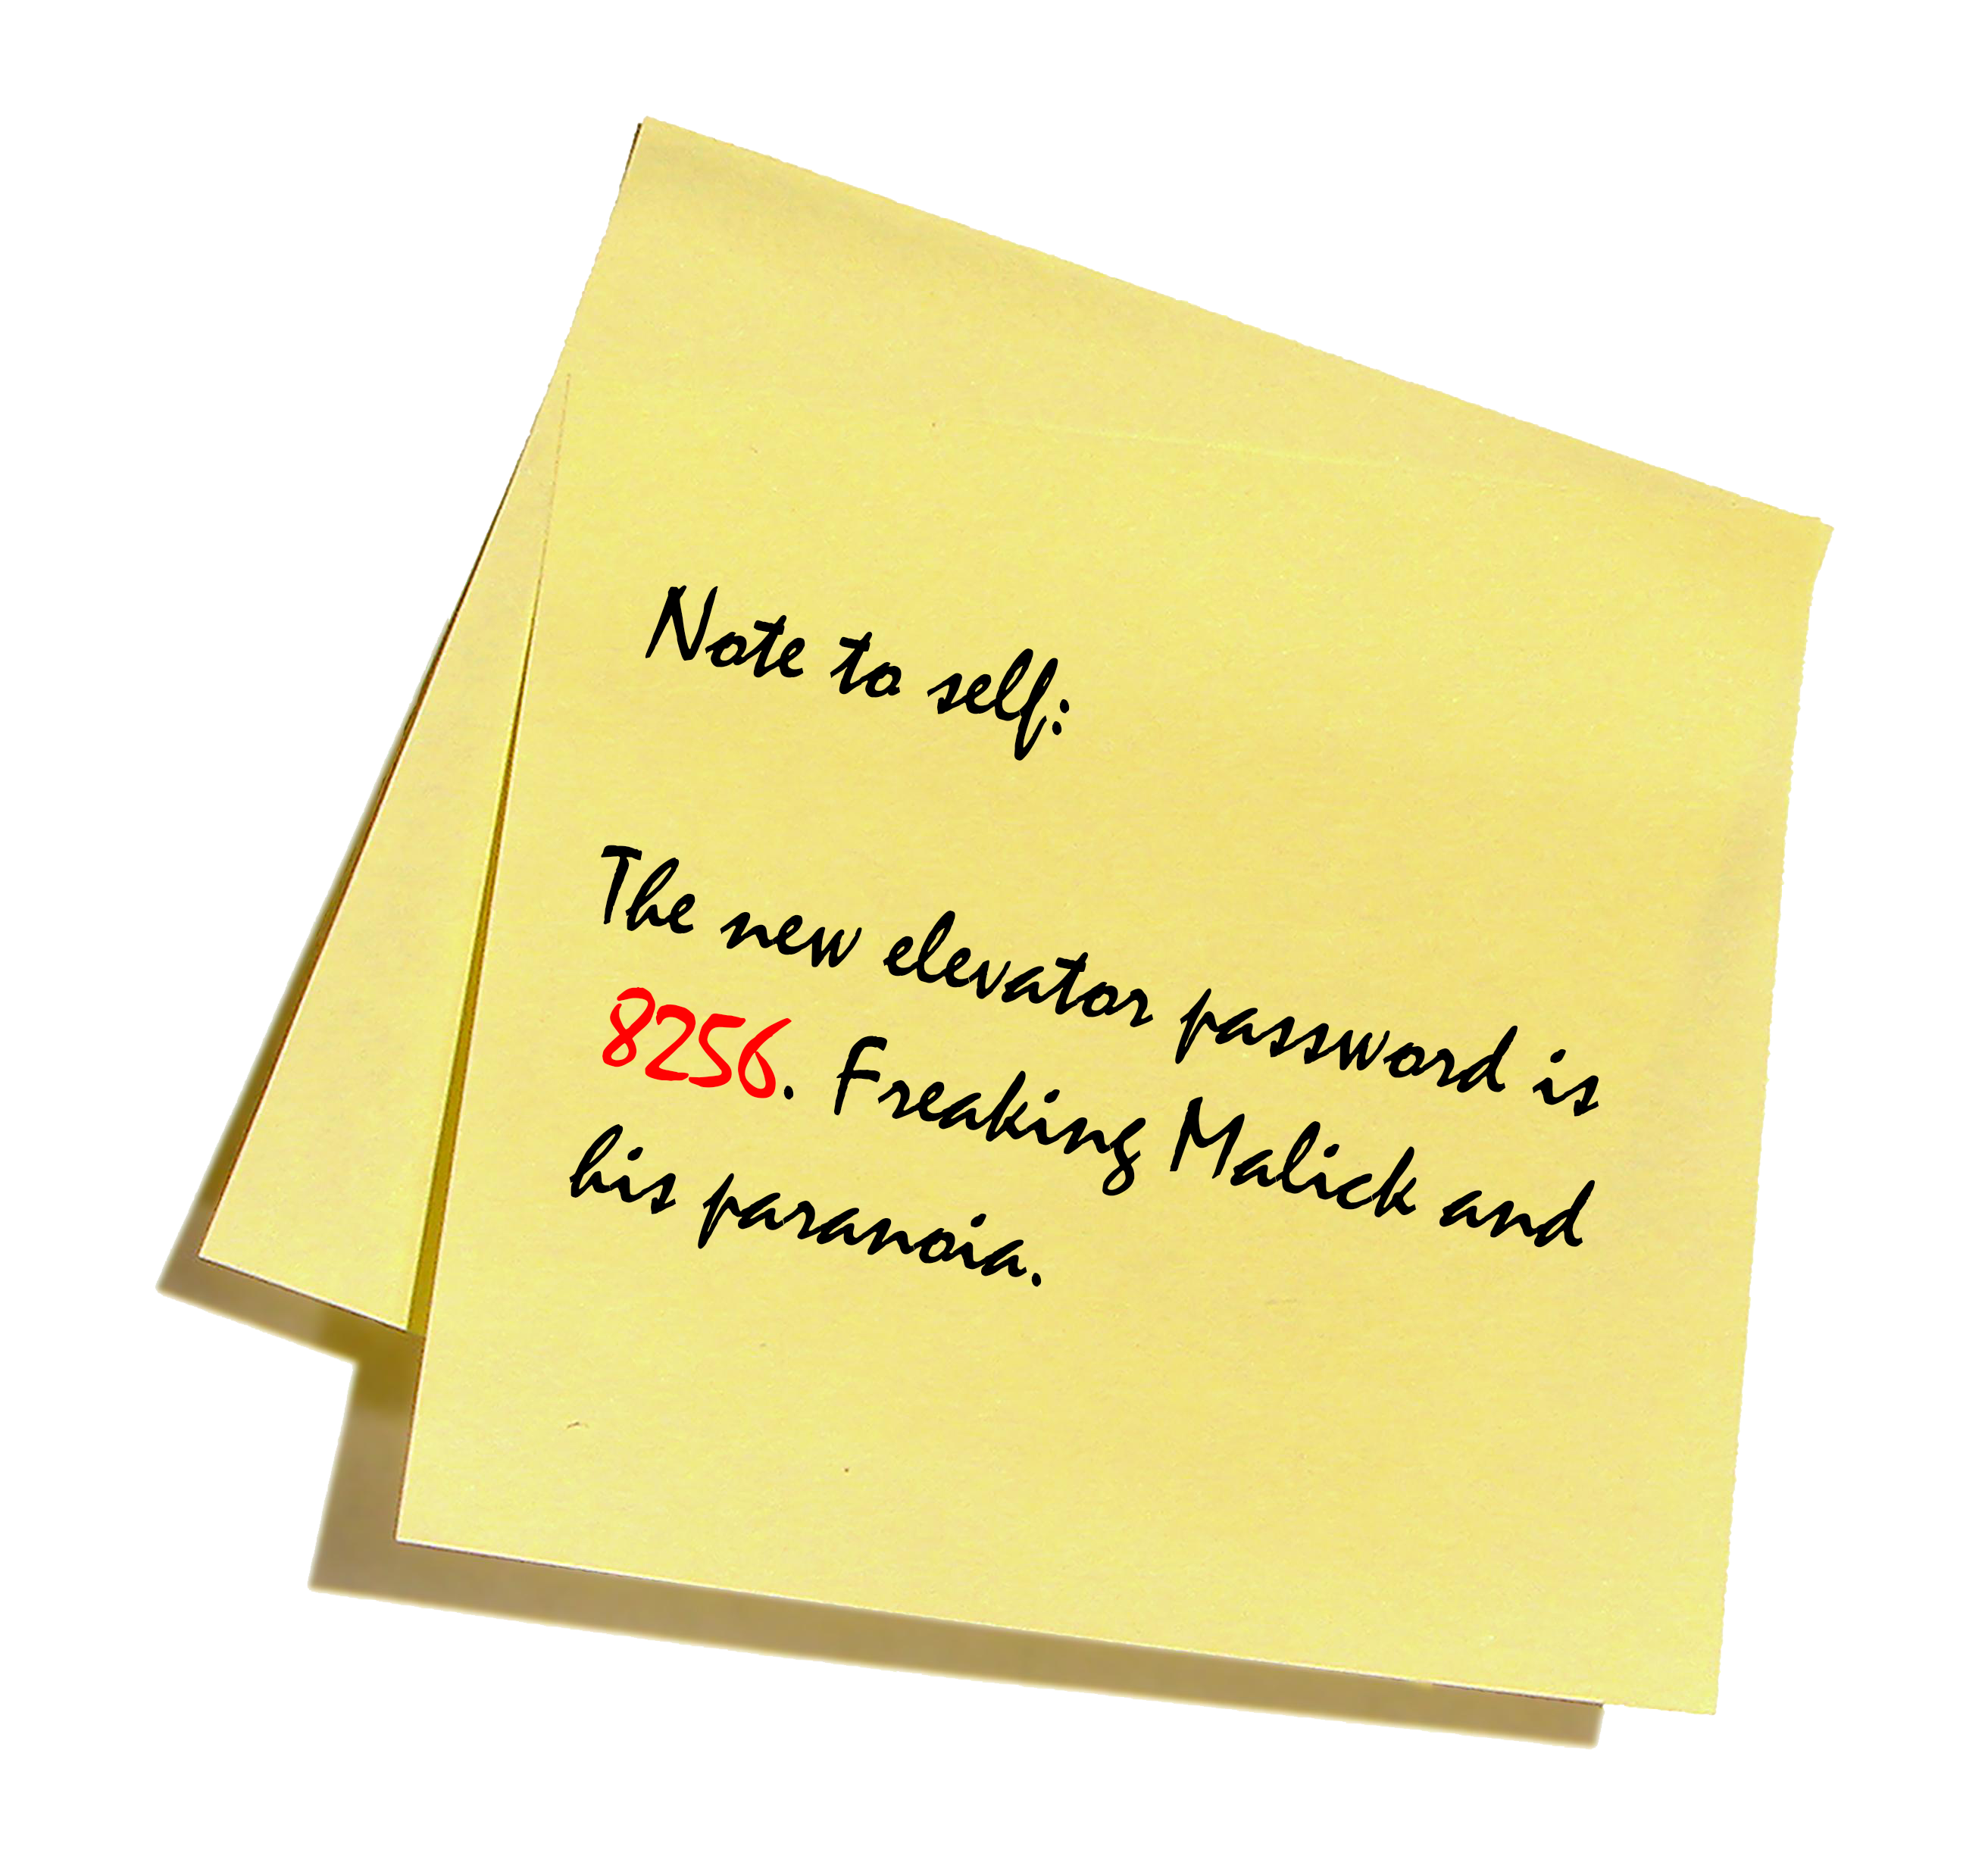 Note to self:
The new elevator password is
8256. Freaking Malick and
his paranoia.